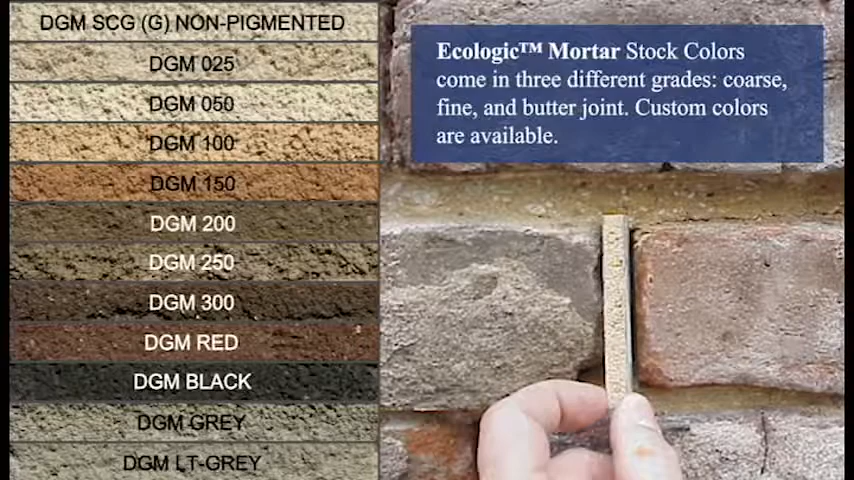 DGM SCG (G) NON-PIGMENTED
DGM 025
DGM 050
DGM 100
DGM 150
DGM 200
DGM 250
DGM 300
DGM RED
DGM BLACK
DGM GREY
DGM LT-GREY
Ecologic™ Mortar Stock Colors
come in three different grades: coarse,
fine, and butter joint. Custom colors
are available.